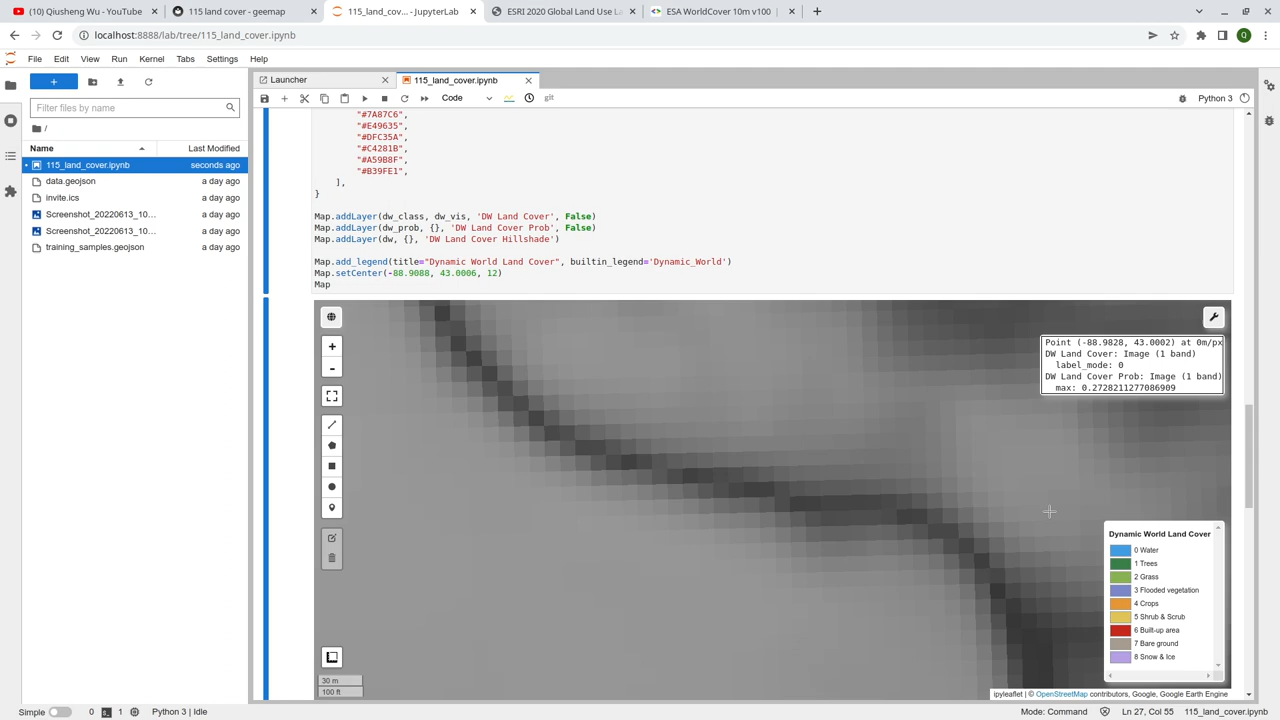 (10) Qiusheng Wu - YouTube
115 land cover - geemap
115_land_cov... - JupyterLab
ESRI 2020 Global Land Use L
ESA WorldCover 10m v100
localhost:8888/lab/tree/115_land_cover.ipynb
Q
File Edit View Run Kernel Tabs Settings Help
Launcher
115_land_cover.ipynb
Filter files by name
Code
git
Python 3
/
Name Last Modified
115_land_cover.ipynb seconds ago
data.geojson a day ago
invite.ics a day ago
Screenshot_20220613_10... a day ago
Screenshot_20220613_10... a day ago
training_samples.geojson a day ago
"#7A87C6",
"#E49635",
"#DFC35A",
"#C4281B",
"#A59B8F",
"#B39FE1",
],
}
Map.addLayer(dw_class, dw_vis, 'DW Land Cover', False)
Map.addLayer(dw_prob, {}, 'DW Land Cover Prob', False)
Map.addLayer(dw, {}, 'DW Land Cover Hillshade')
Map.add_legend(title="Dynamic World Land Cover", builtin_legend='Dynamic_World')
Map.setCenter(-88.9088, 43.0006, 12)
Map
+
-
Point (-88.9828, 43.0002) at 0m/px
DW Land Cover: Image (1 band)
label_mode: 0
DW Land Cover Prob: Image (1 band)
max: 0.2728211277086909
Dynamic World Land Cover
0 Water
1 Trees
2 Grass
3 Flooded vegetation
4 Crops
5 Shrub & Scrub
6 Built-up area
7 Bare ground
8 Snow & Ice
30 m
100 ft
ipyleaflet | © OpenStreetMap contributors, Google, Google Earth Engine
Simple 0 1 Python 3 | Idle
Mode: Command Ln 27, Col 55 115_land_cover.ipynb